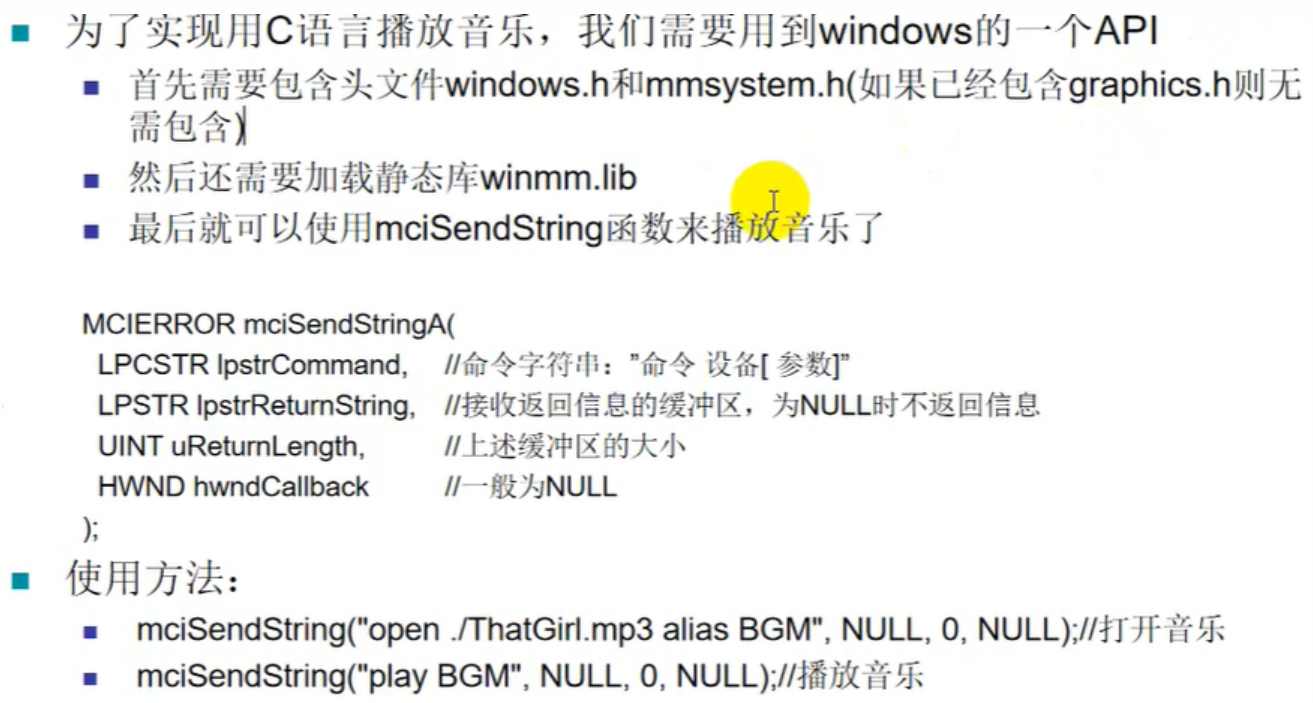 为了实现用C语言播放音乐，我们需要用到windows的一个API
首先需要包含头文件windows.h和mmsystem.h(如果已经包含graphics.h则无
需包含)
然后还需要加载静态库winmm.lib
最后就可以使用mciSendString函数来播放音乐了
MCIERROR mciSendStringA(
LPCSTR lpstrCommand, //命令字符串：”命令 设备[ 参数]”
LPSTR lpstrReturnString, //接收返回信息的缓冲区，为NULL时不返回信息
UINT uReturnLength, //上述缓冲区的大小
HWND hwndCallback //一般为NULL
);
使用方法：
mciSendString("open ./ThatGirl.mp3 alias BGM", NULL, 0, NULL);//打开音乐
mciSendString("play BGM", NULL, 0, NULL);//播放音乐